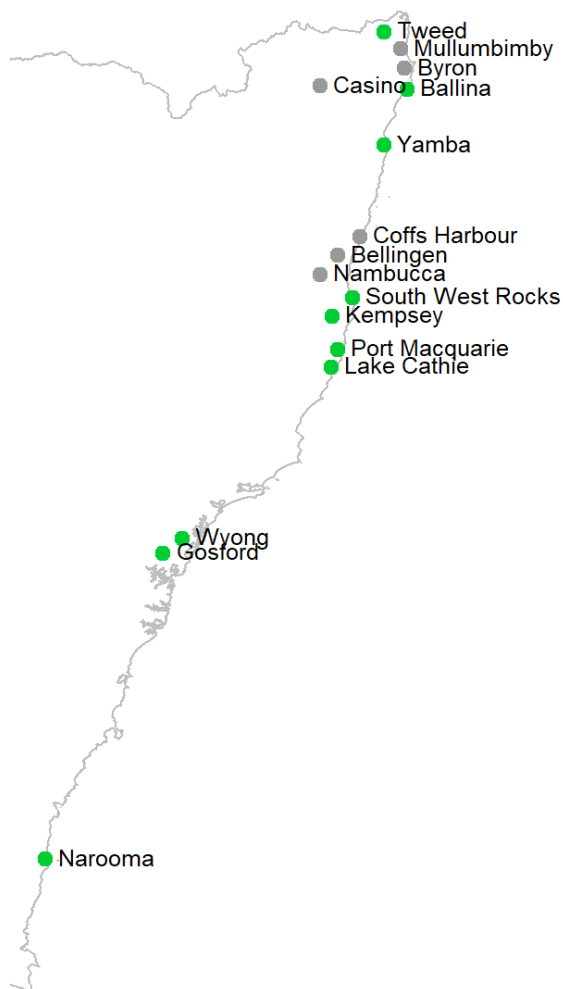 Tweed
Mullumbimby
Byron
Casino
Ballina
Yamba
Coffs Harbour
Bellingen
Nambucca
South West Rocks
Kempsey
Port Macquarie
Lake Cathie
Wyong
Gosford
Narooma